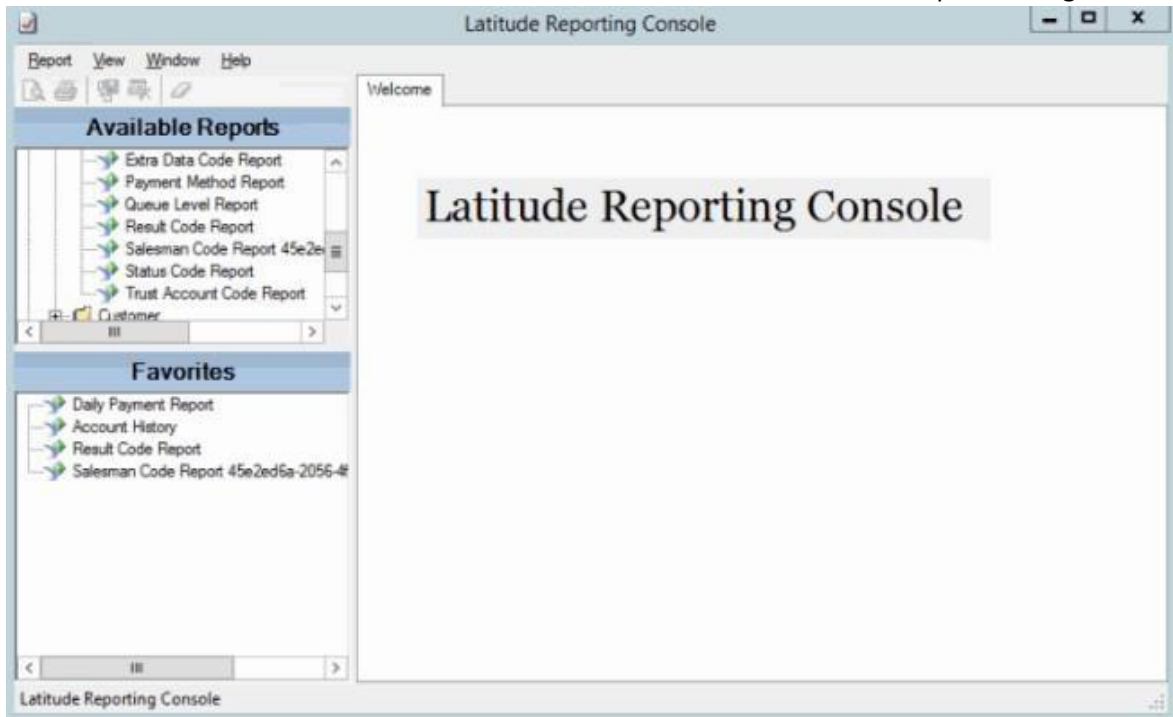 Latitude Reporting Console
Report View Window Help
Welcome
Available Reports
Extra Data Code Report
Payment Method Report
Queue Level Report
Result Code Report
Salesman Code Report 45e2e
Status Code Report
Trust Account Code Report
Customer
Latitude Reporting Console
Favorites
Daily Payment Report
Account History
Result Code Report
Salesman Code Report 45e2ed6a-2056-4f
Latitude Reporting Console